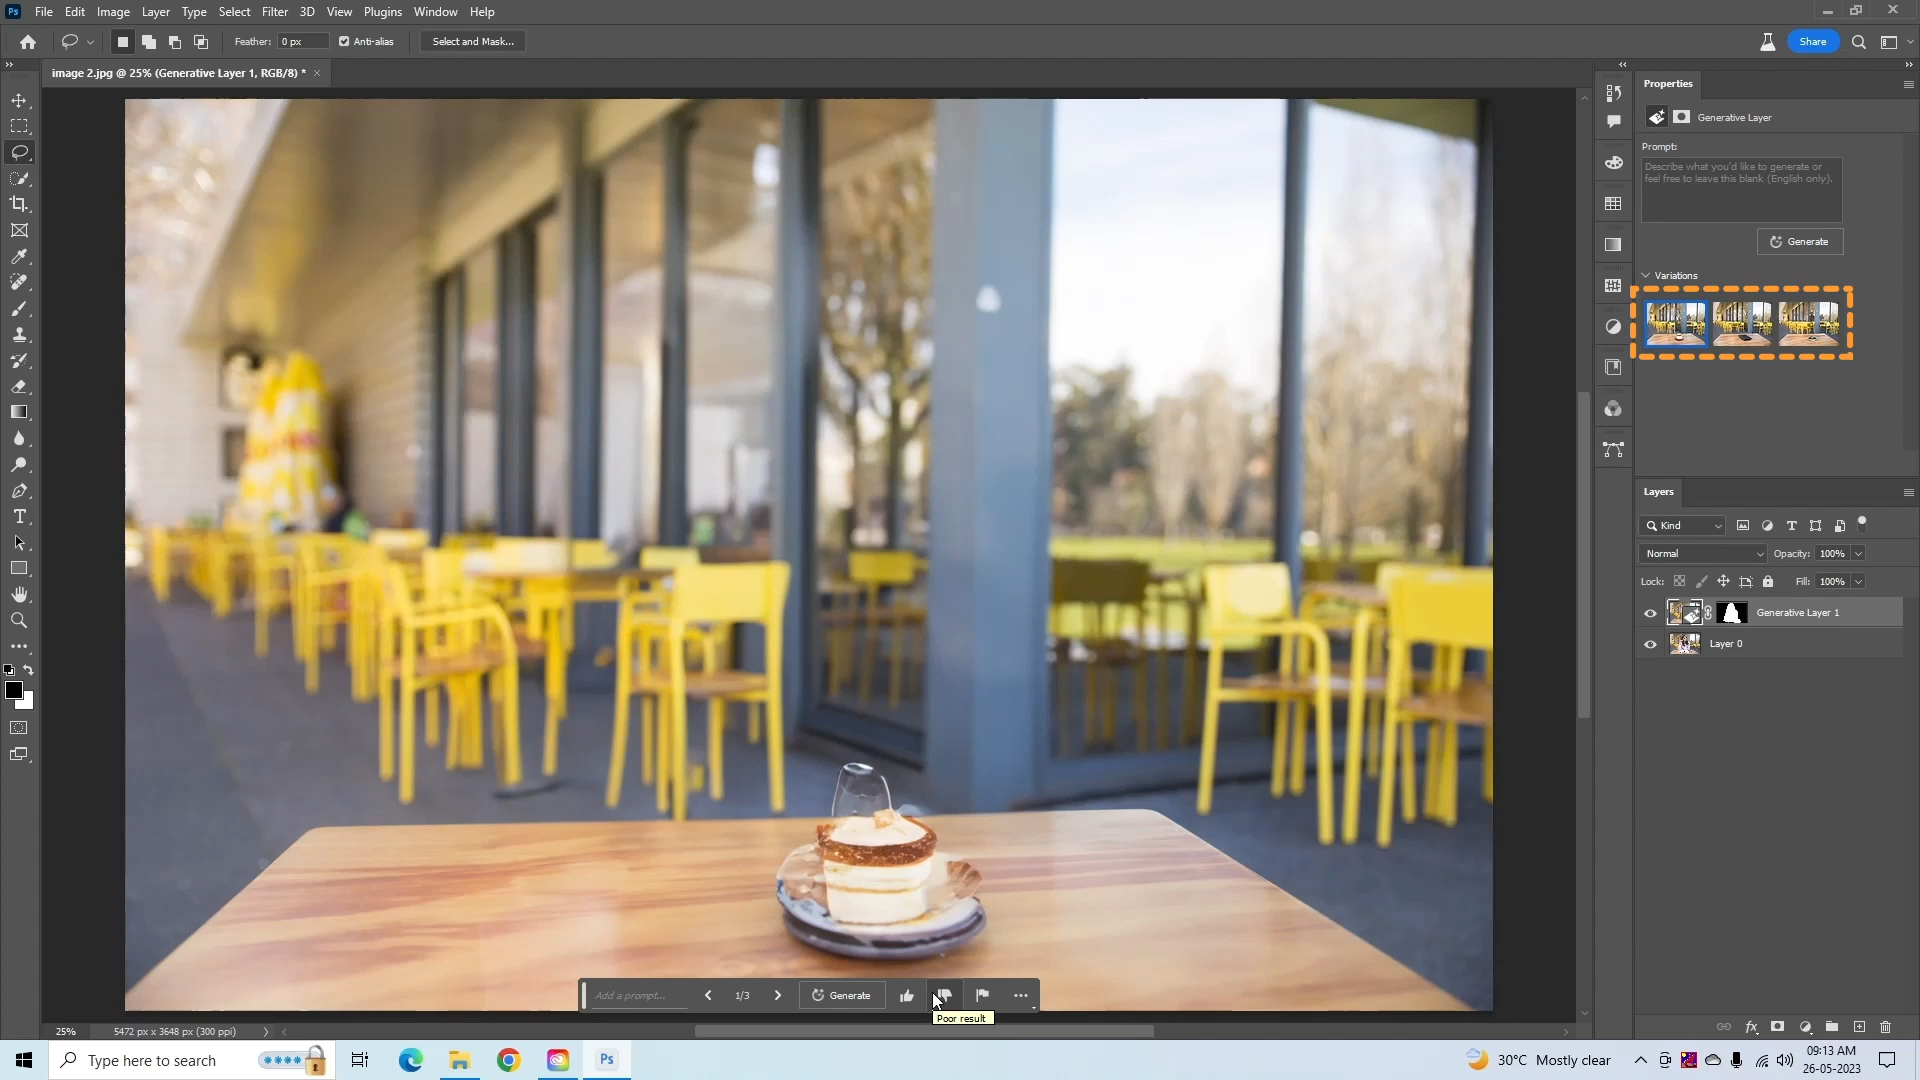 Ps File Edit Image Layer Type Select Filter 3D View Plugins Window Help
Feather: 0 px Anti-alias Select and Mask... Share
image 2.jpg @ 25% (Generative Layer 1, RGB/8) * ×
Properties
Generative Layer
Prompt:
Describe what you'd like to generate or
feel free to leave this blank (English only).
Generate
Variations
Layers
Kind
Normal Opacity: 100%
Lock: Fill: 100%
Generative Layer 1
Layer 0
Add a prompt... 1/3 Generate
Poor result
25% 5472 px x 3648 px (300 ppi)
Type here to search Ps 30°C Mostly clear 09:13 AM
26-05-2023